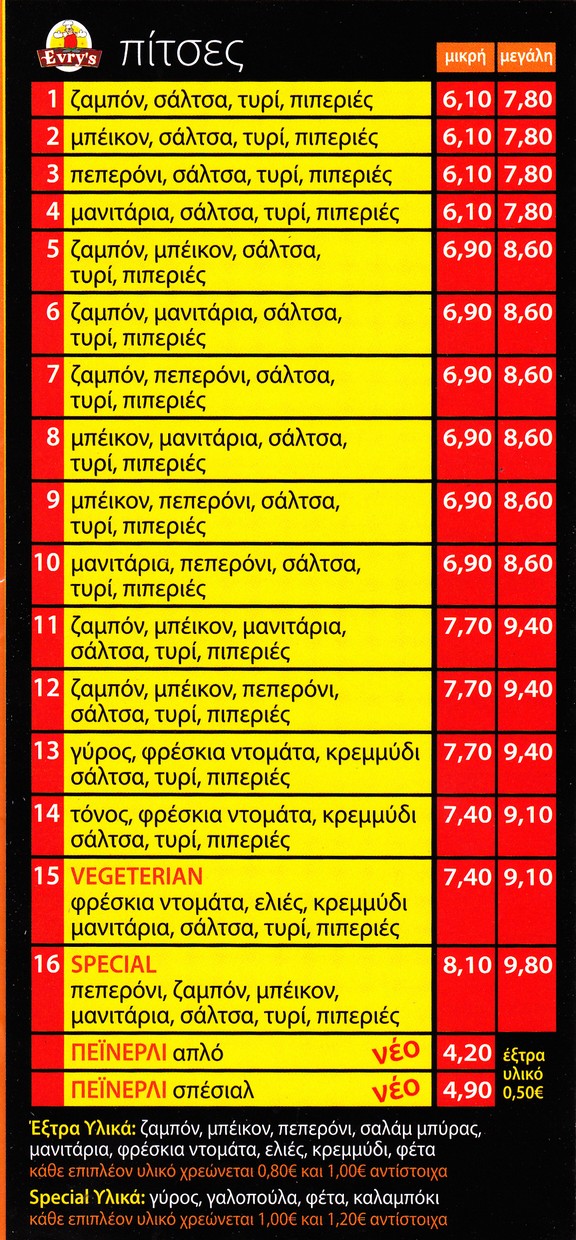 Evry's
πίτσες
μικρή μεγάλη
1 ζαμπόν, σάλτσα, τυρί, πιπεριές 6,10 7,80
2 μπέικον, σάλτσα, τυρί, πιπεριές 6,10 7,80
3 πεπερόνι, σάλτσα, τυρί, πιπεριές 6,10 7,80
4 μανιτάρια, σάλτσα, τυρί, πιπεριές 6,10 7,80
5 ζαμπόν, μπέικον, σάλτσα, 6,90 8,60
τυρί, πιπεριές
6 ζαμπόν, μανιτάρια, σάλτσα, 6,90 8,60
τυρί, πιπεριές
7 ζαμπόν, πεπερόνι, σάλτσα, 6,90 8,60
τυρί, πιπεριές
8 μπέικον, μανιτάρια, σάλτσα, 6,90 8,60
τυρί, πιπεριές
9 μπέικον, πεπερόνι, σάλτσα, 6,90 8,60
τυρί, πιπεριές
10 μανιτάρια, πεπερόνι, σάλτσα, 6,90 8,60
τυρί, πιπεριές
11 ζαμπόν, μπέικον, μανιτάρια, 7,70 9,40
σάλτσα, τυρί, πιπεριές
12 ζαμπόν, μπέικον, πεπερόνι, 7,70 9,40
σάλτσα, τυρί, πιπεριές
13 γύρος, φρέσκια ντομάτα, κρεμμύδι 7,70 9,40
σάλτσα, τυρί, πιπεριές
14 τόνος, φρέσκια ντομάτα, κρεμμύδι 7,40 9,10
σάλτσα, τυρί, πιπεριές
15 VEGETERIAN 7,40 9,10
φρέσκια ντομάτα, ελιές, κρεμμύδι
μανιτάρια, σάλτσα, τυρί, πιπεριές
16 SPECIAL 8,10 9,80
πεπερόνι, ζαμπόν, μπέικον,
μανιτάρια, σάλτσα, τυρί, πιπεριές
ΠΕΪΝΕΡΛΙ απλό νέο 4,20
ΠΕΪΝΕΡΛΙ σπέσιαλ νέο 4,90
έξτρα
υλικό
0,50€
Έξτρα Υλικά: ζαμπόν, μπέικον, πεπερόνι, σαλάμ μπύρας,
μανιτάρια, φρέσκια ντομάτα, ελιές, κρεμμύδι, φέτα
κάθε επιπλέον υλικό χρεώνεται 0,80€ και 1,00€ αντίστοιχα
Special Υλικά: γύρος, γαλοπούλα, φέτα, καλαμπόκι
κάθε επιπλέον υλικό χρεώνεται 1,00€ και 1,20€ αντίστοιχα